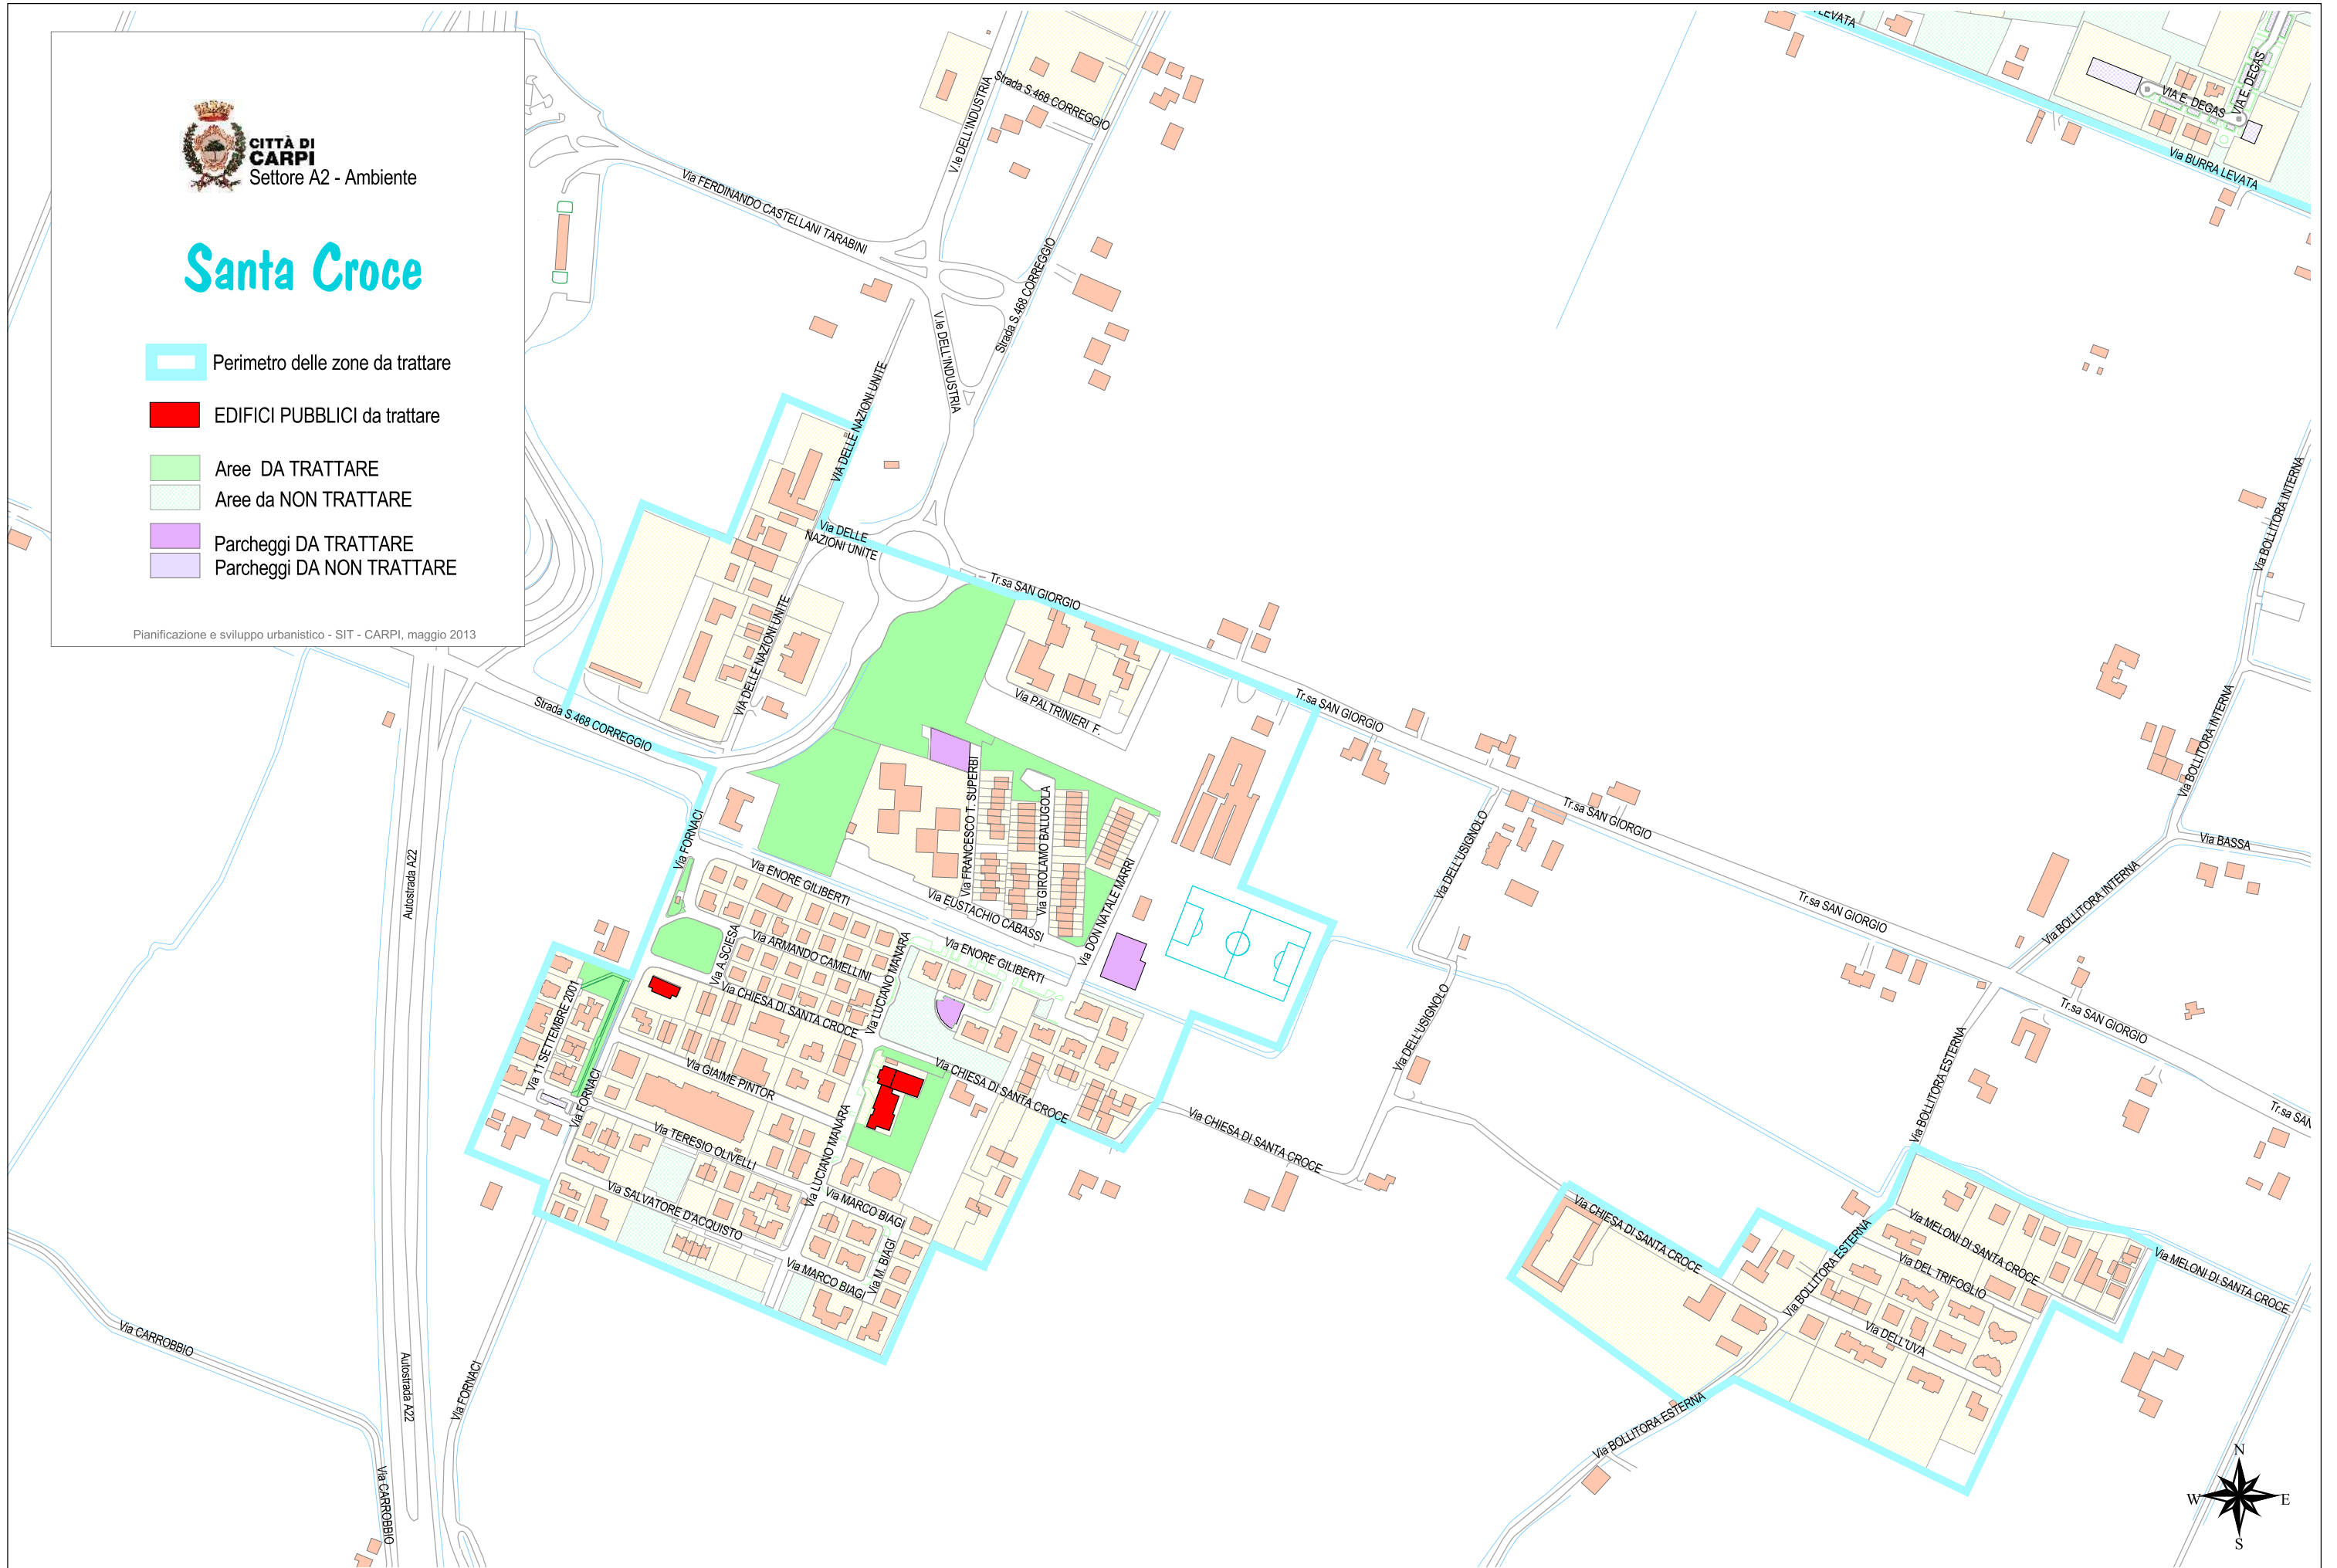 CITTÀ DI
CARPI
Settore A2 - Ambiente
Santa Croce
Perimetro delle zone da trattare
EDIFICI PUBBLICI da trattare
Aree DA TRATTARE
Aree da NON TRATTARE
Parcheggi DA TRATTARE
Parcheggi DA NON TRATTARE
Pianificazione e sviluppo urbanistico - SIT - CARPI, maggio 2013
LEVATA
VIA E. DEGAS
VIA E. DEGAS
Via BURRA LEVATA
V.le DELL'INDUSTRIA
Strada S.468 CORREGGIO
Via FERDINANDO CASTELLANI TARABINI
Strada S.468 CORREGGIO
V.le DELL'INDUSTRIA
VIA DELLE NAZIONI UNITE
Via DELLE
NAZIONI UNITE
VIA DELLE NAZIONI UNITE
Tr.sa SAN GIORGIO
Via PALTRINIERI F.
Tr.sa SAN GIORGIO
Strada S.468 CORREGGIO
Via BOLLITORA INTERNA
Via BOLLITORA INTERNA
Via BASSA
Via BOLLITORA INTERNA
Tr.sa SAN GIORGIO
Tr.sa SAN GIORGIO
Tr.sa SAN GIORGIO
Tr.sa SAN
Via DELL'USIGNOLO
Via DELL'USIGNOLO
Autostrada A22
Via FORNACI
Via ENORE GILIBERTI
Via FRANCESCO T. SUPERBI
Via GIROLAMO BALUGOLA
Via EUSTACHIO CABASSI
Via DON NATALE MARRI
Via ENORE GILIBERTI
Via A.SCIESA
Via ARMANDO CAMELLINI
Via LUCIANO MANARA
Via CHIESA DI SANTA CROCE
Via 11 SETTEMBRE 2001
Via FORNACI
Via GIAIME PINTOR
Via CHIESA DI SANTA CROCE
Via TERESIO OLIVELLI
Via LUCIANO MANARA
Via CHIESA DI SANTA CROCE
Via SALVATORE D'ACQUISTO
Via MARCO BIAGI
Via M. BIAGI
Via MARCO BIAGI
Via BOLLITORA ESTERNA
Via CHIESA DI SANTA CROCE
Via MELONI DI SANTA CROCE
Via DEL TRIFOGLIO
Via MELONI DI SANTA CROCE
Via BOLLITORA ESTERNA
Via DELL'UVA
Via BOLLITORA ESTERNA
Via CARROBBIO
Autostrada A22
Via FORNACI
Via CARROBBIO
N
W
E
S